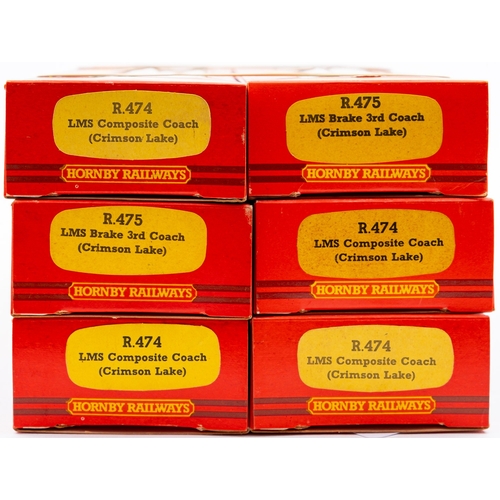 R.474
LMS Composite Coach
(Crimson Lake)
HORNBY RAILWAYS
R.475
LMS Brake 3rd Coach
(Crimson Lake)
HORNBY RAILWAYS
R.475
LMS Brake 3rd Coach
(Crimson Lake)
HORNBY RAILWAYS
R.474
LMS Composite Coach
(Crimson Lake)
HORNBY RAILWAYS
R.474
LMS Composite Coach
(Crimson Lake)
HORNBY RAILWAYS
R.474
LMS Composite Coach
(Crimson Lake)
HORNBY RAILWAYS